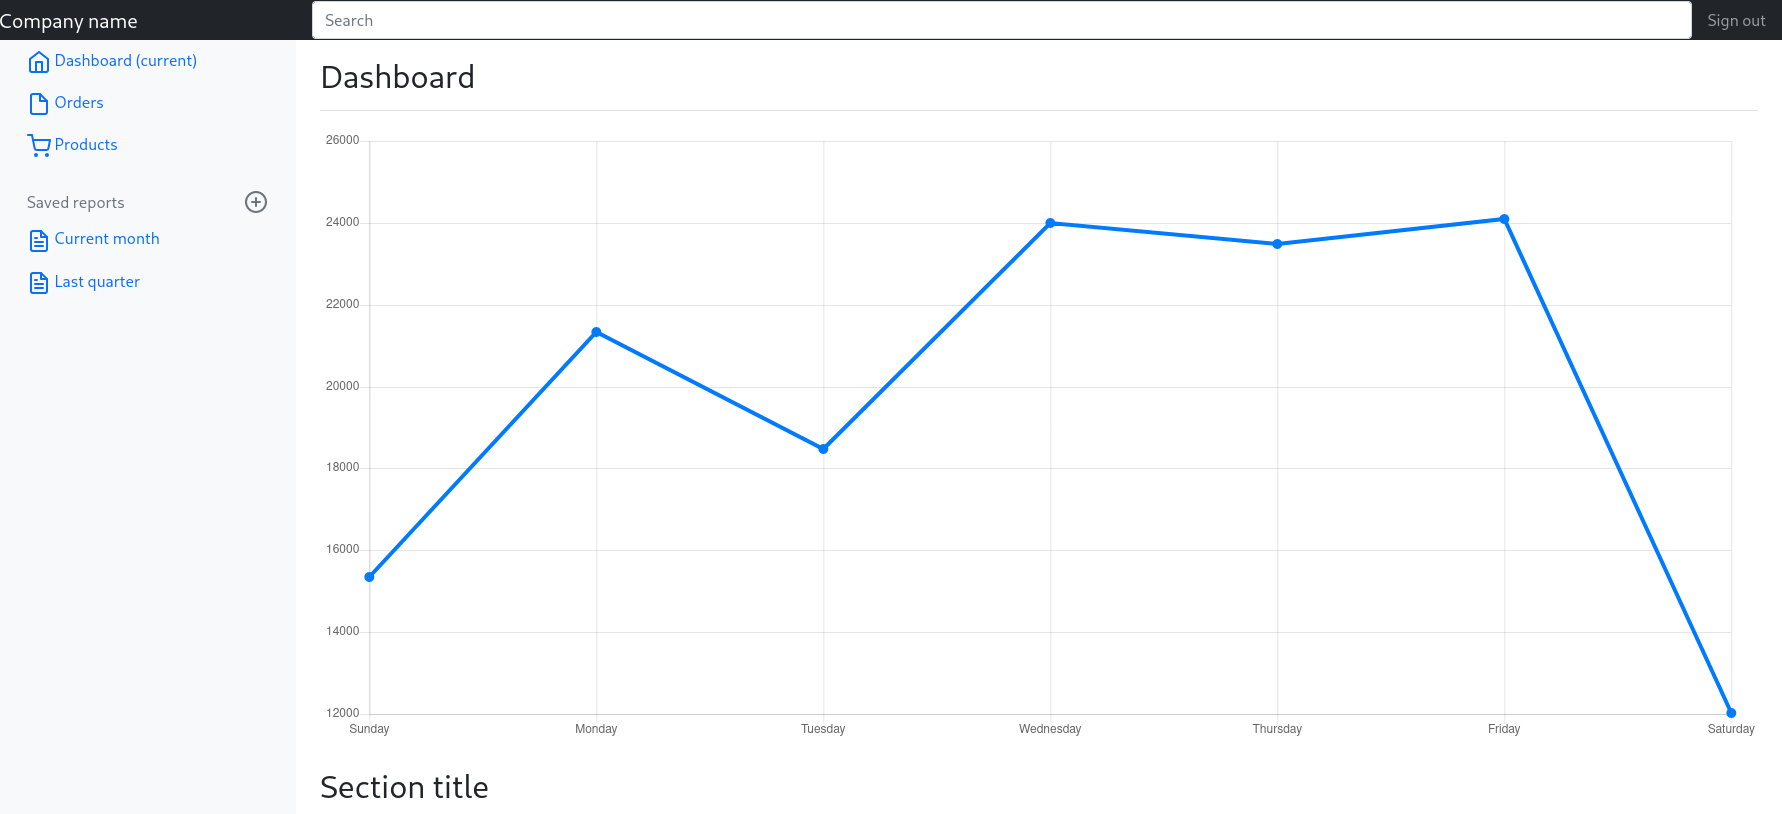 Company name
Search
Sign out
Dashboard (current)
Orders
Products
Saved reports
Current month
Last quarter
Dashboard
26000
24000
22000
20000
18000
16000
14000
12000
Sunday Monday Tuesday Wednesday Thursday Friday Saturday
Section title